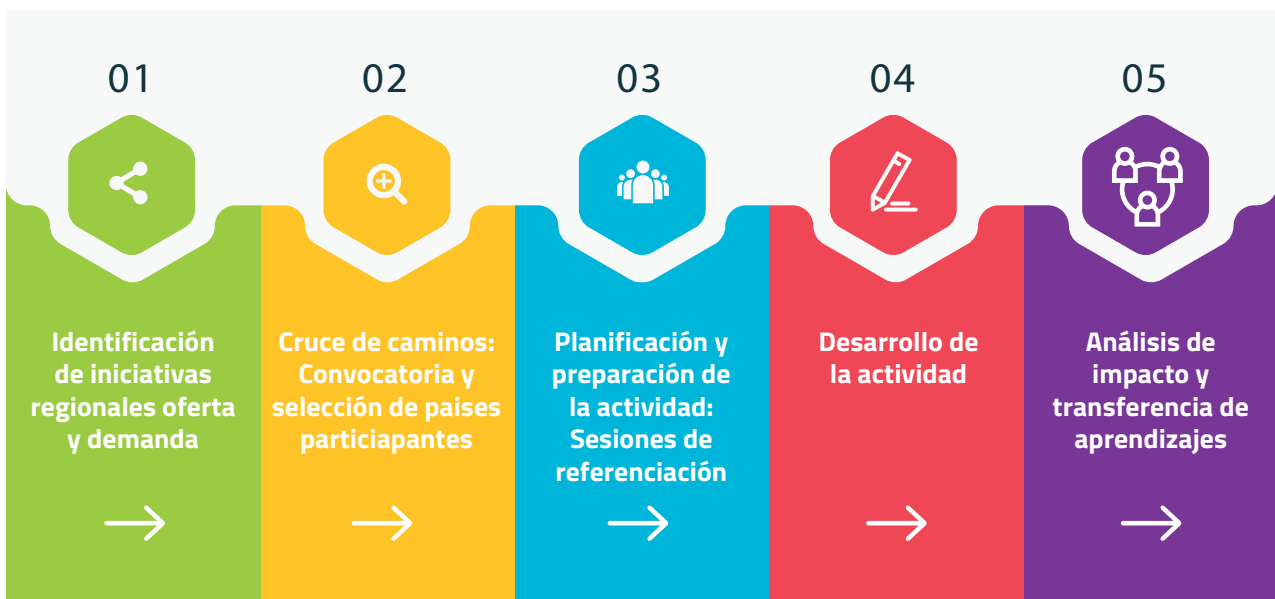 01
Identificación
de iniciativas
regionales oferta
y demanda
02
Cruce de caminos:
Convocatoria y
selección de paises
particiapantes
03
Planificación y
preparación de
la actividad:
Sesiones de
referenciación
04
Desarrollo de
la actividad
05
Análisis de
impacto y
transferencia de
aprendizajes